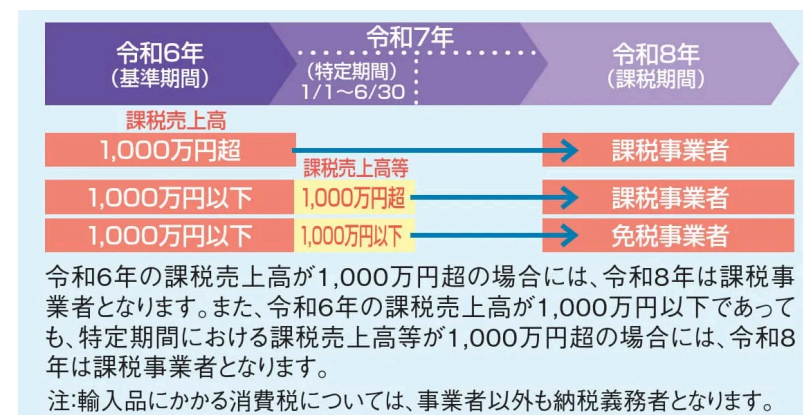 令和6年
(基準期間)
令和7年
(特定期間)
1/1～6/30
令和8年
(課税期間)
課税売上高
1,000万円超
課税事業者
課税売上高等
1,000万円以下
1,000万円超
課税事業者
1,000万円以下
1,000万円以下
免税事業者
令和6年の課税売上高が1,000万円超の場合には、令和8年は課税事
業者となります。また、令和6年の課税売上高が1,000万円以下であって
も、特定期間における課税売上高等が1,000万円超の場合には、令和8
年は課税事業者となります。
注:輸入品にかかる消費税については、事業者以外も納税義務者となります。